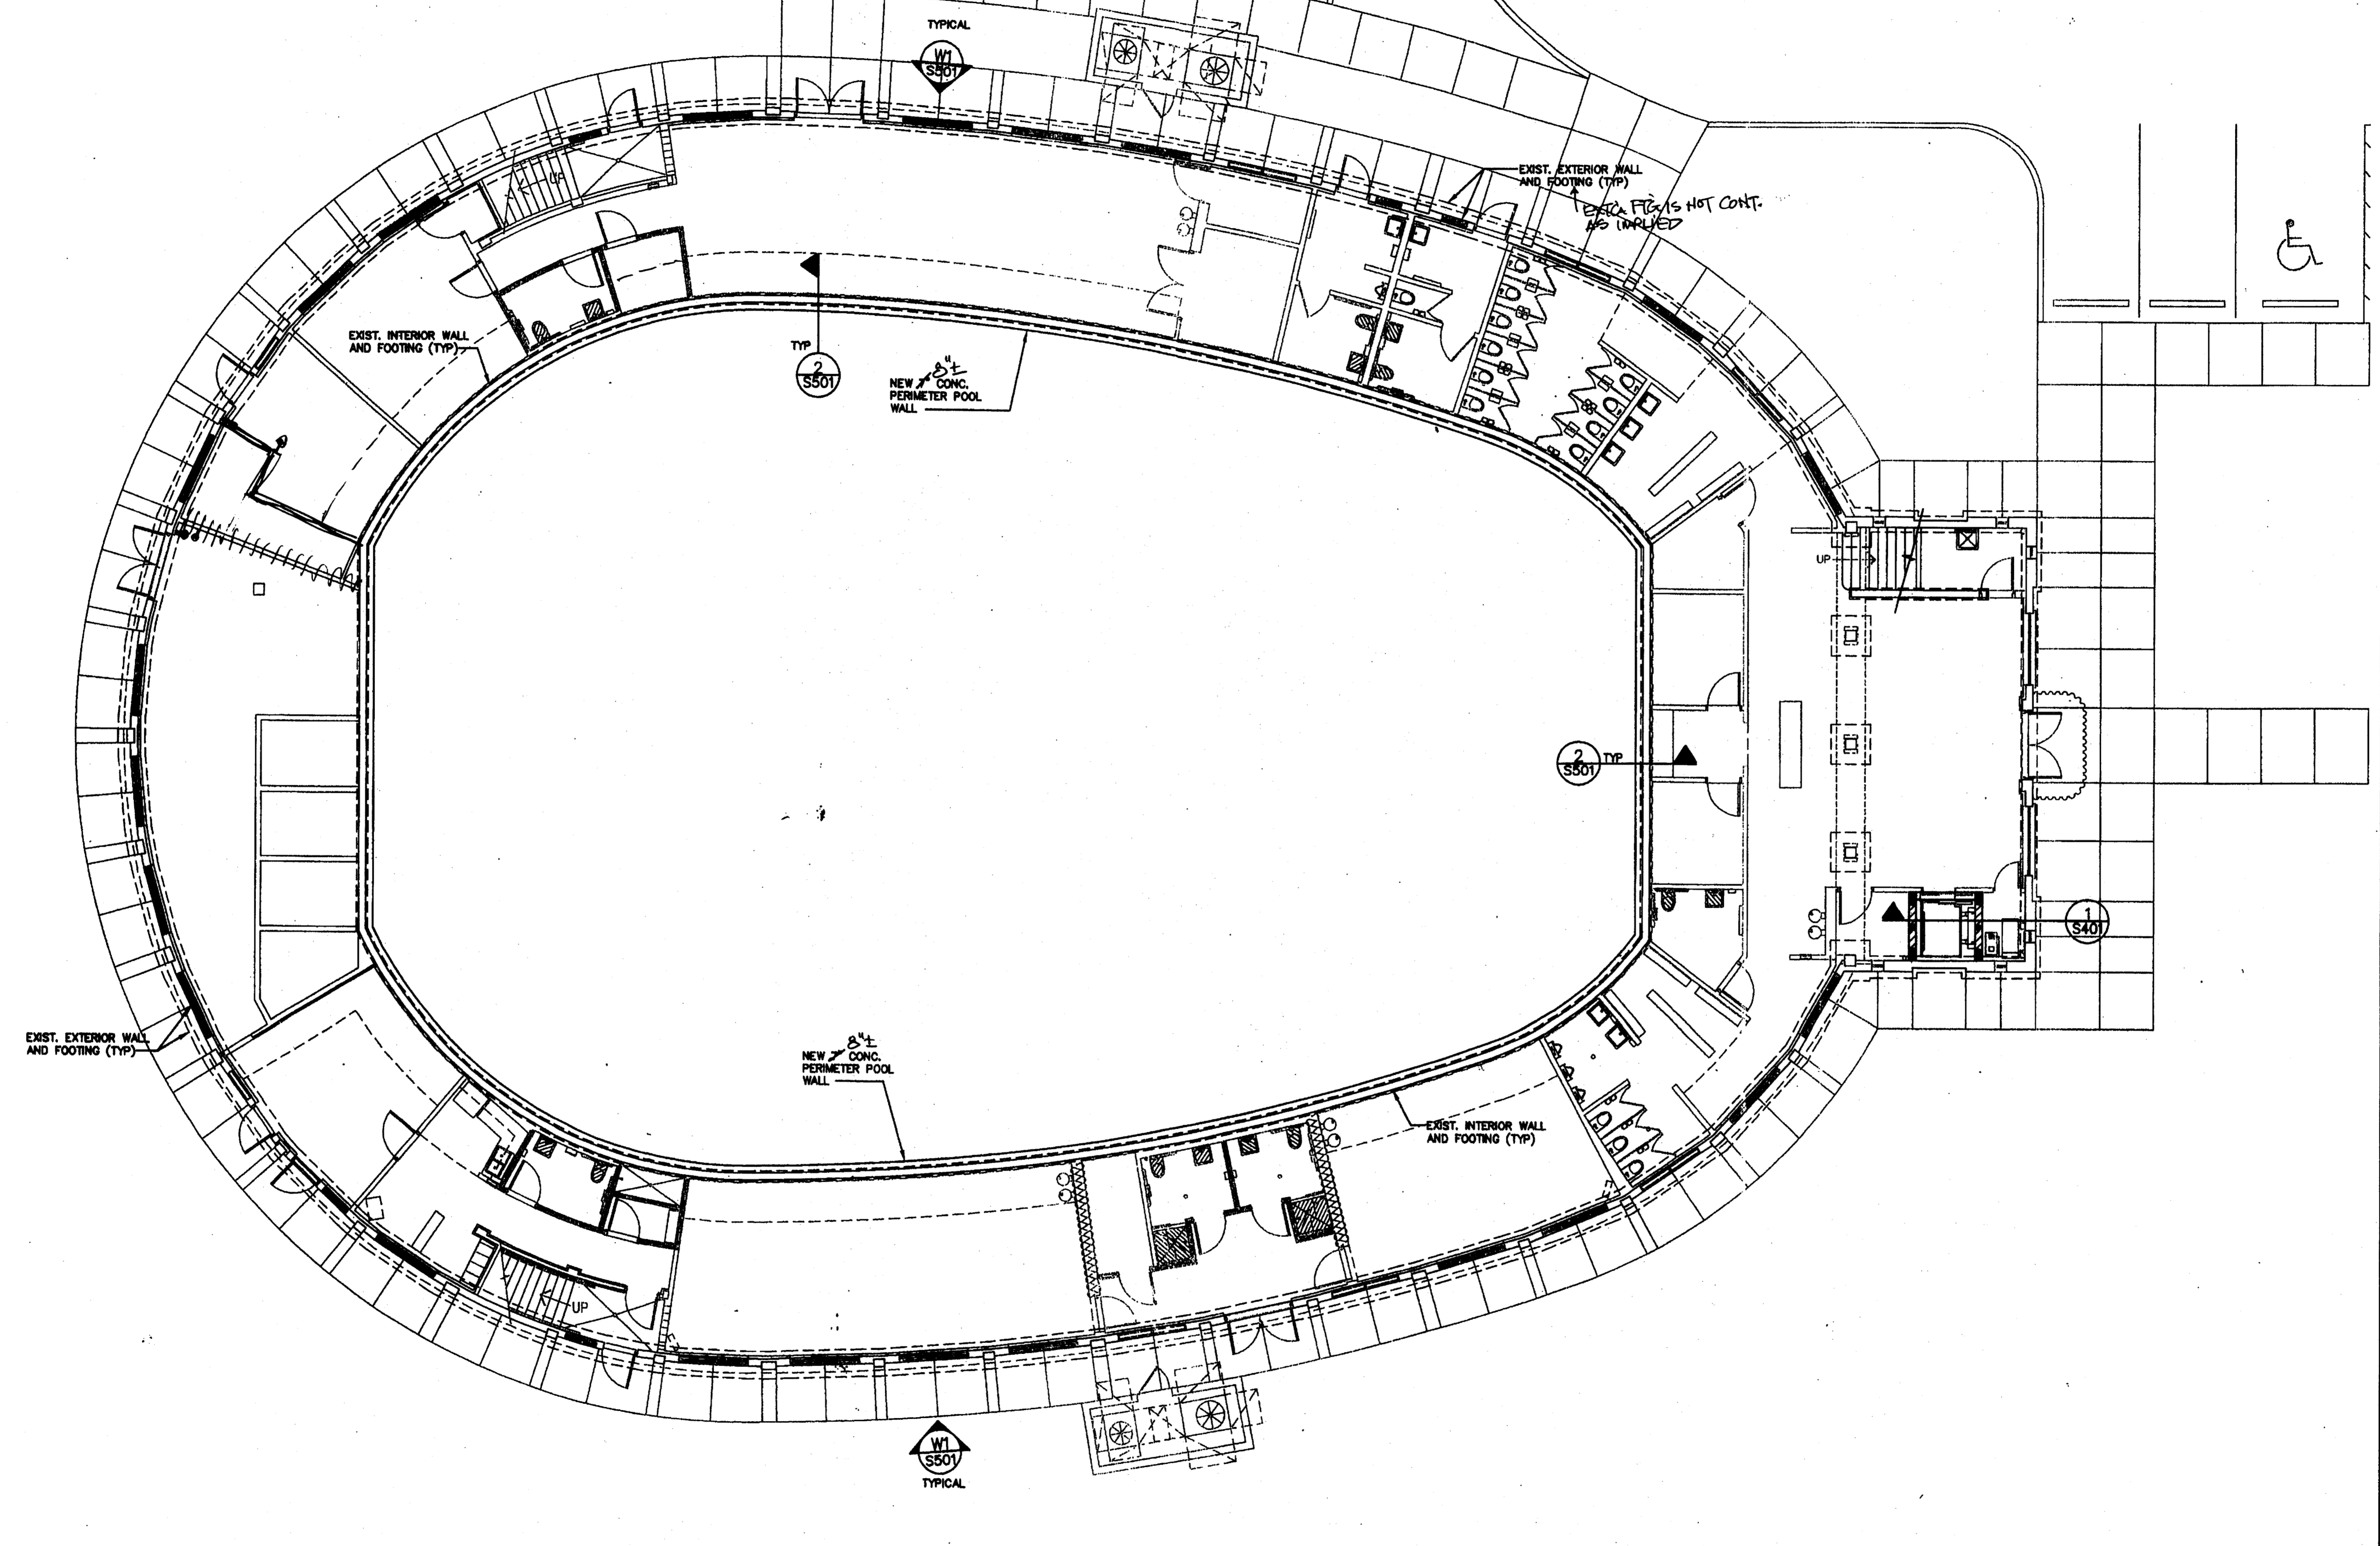 TYPICAL
W1
S501
EXIST. EXTERIOR WALL
AND FOOTING (TYP)
EXT'G FTG IS NOT CONT.
AS IMPLIED
UP
EXIST. INTERIOR WALL
AND FOOTING (TYP)
TYP
2
S501
8"±
NEW CONC.
PERIMETER POOL
WALL
UP
2
S501
TYP
1
S401
EXIST. EXTERIOR WALL
AND FOOTING (TYP)
8"±
NEW CONC.
PERIMETER POOL
WALL
EXIST. INTERIOR WALL
AND FOOTING (TYP)
UP
W1
S501
TYPICAL